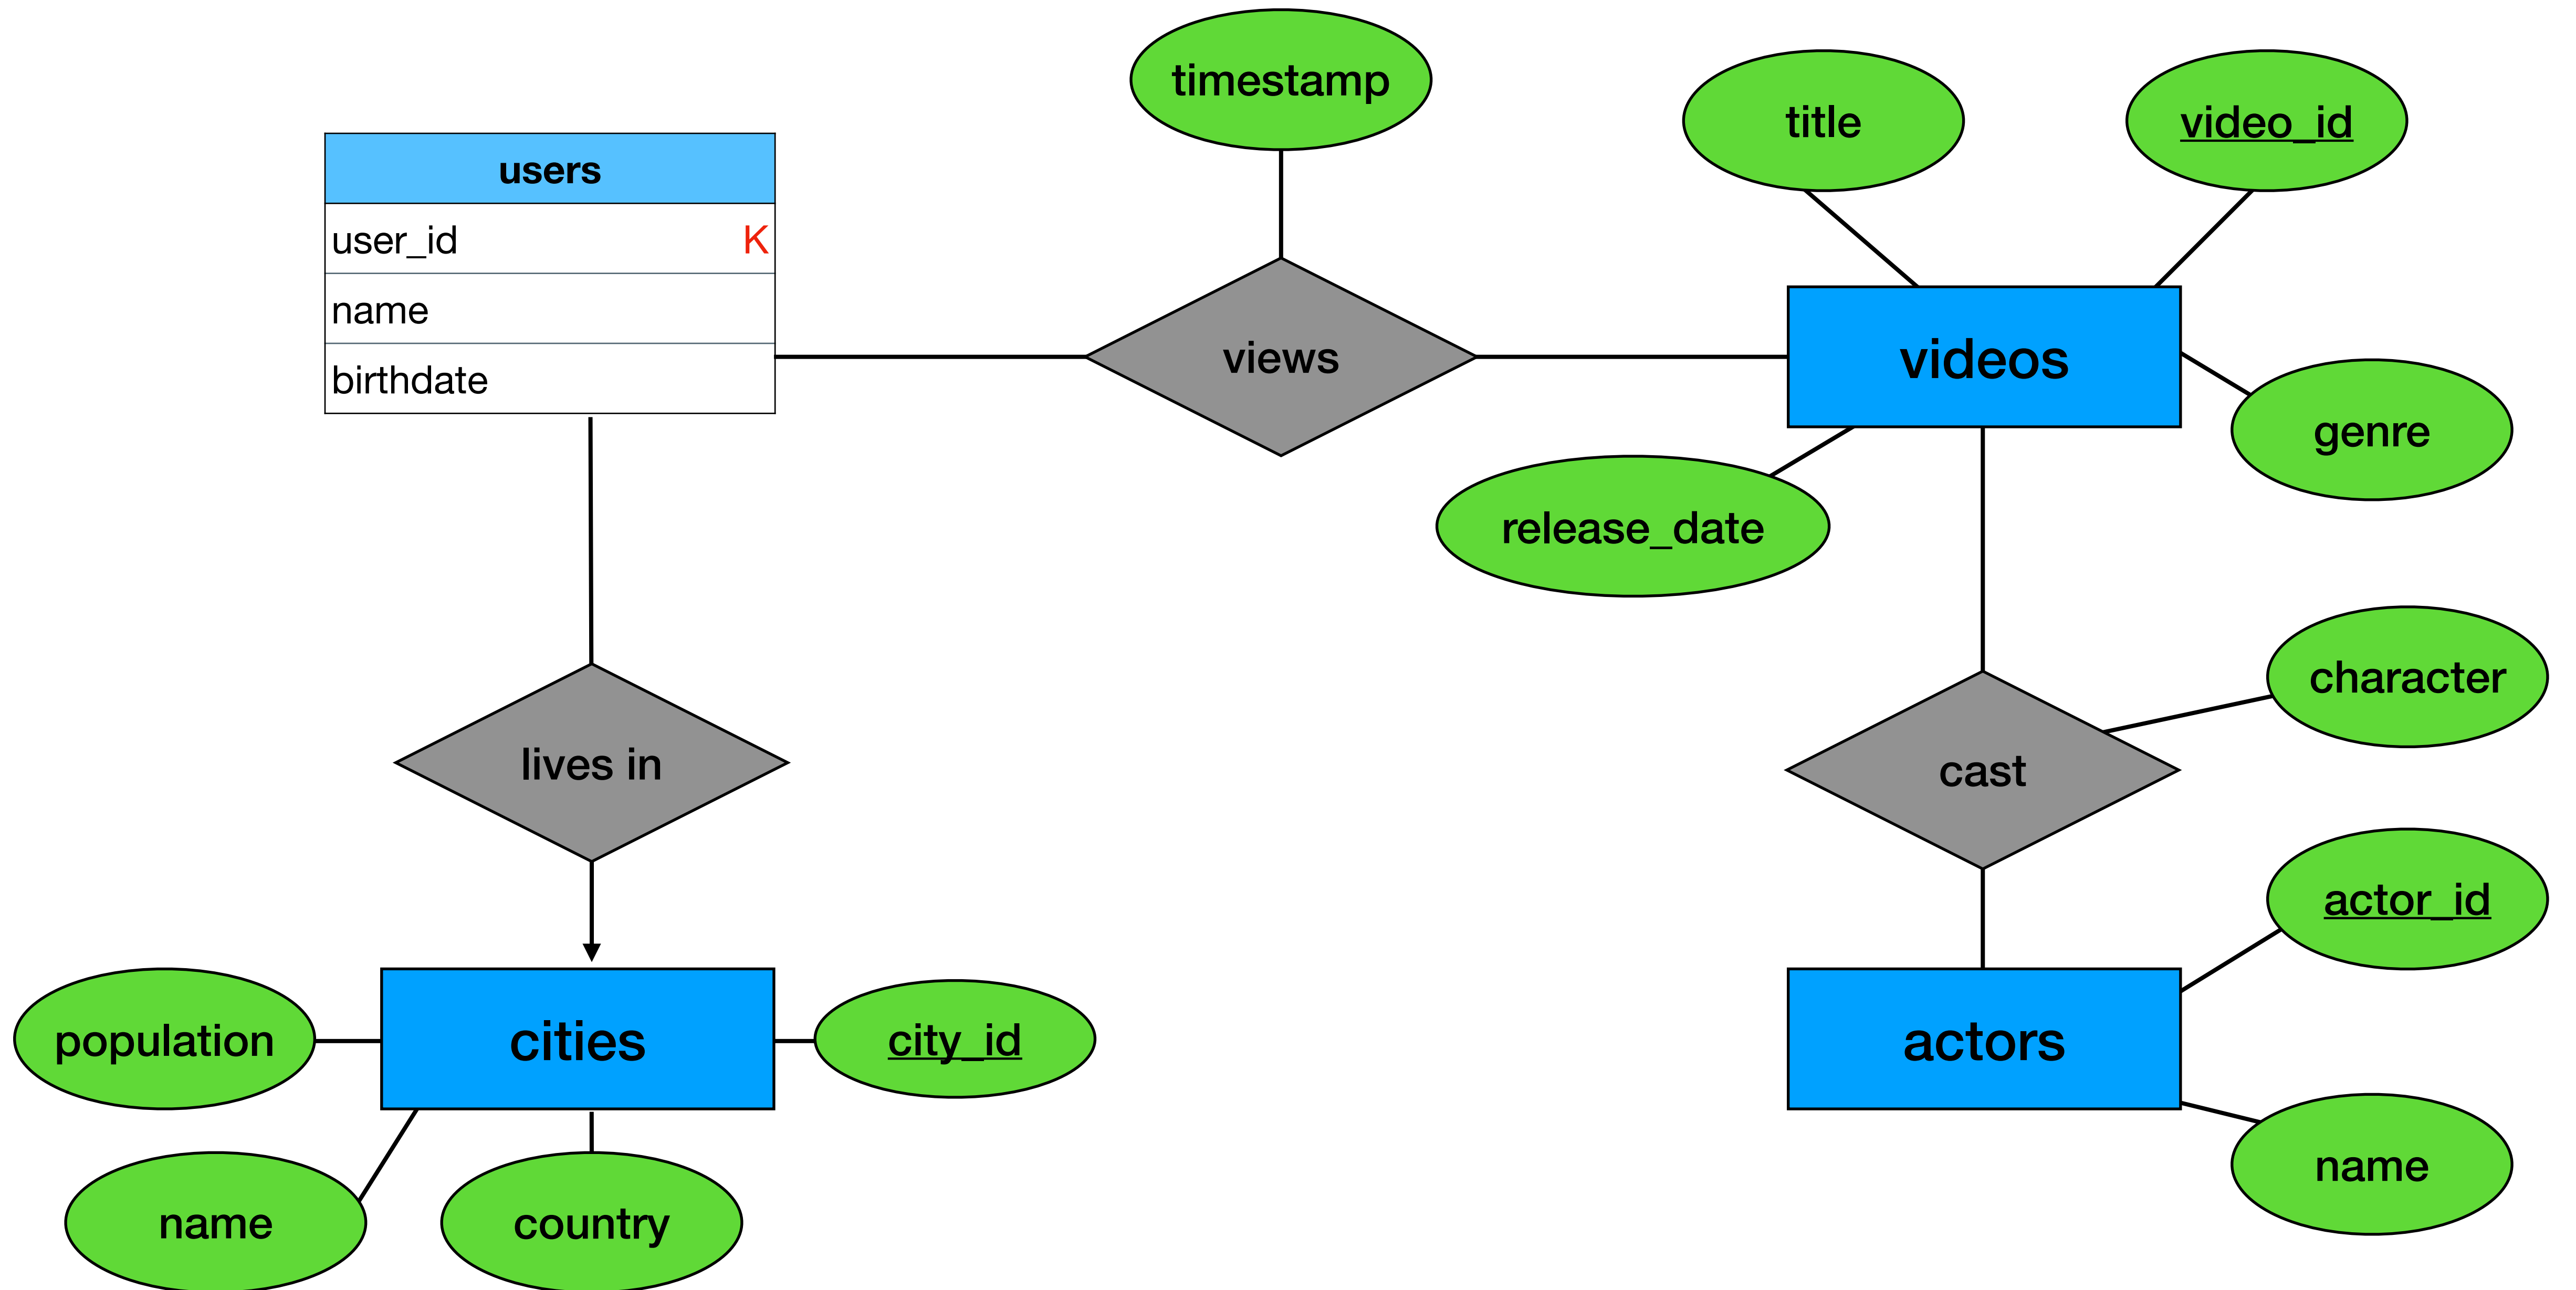 timestamp
title
video_id
users
user_id K
name
birthdate
views
videos
genre
release_date
character
lives in
cast
actor_id
population
cities
city_id
actors
name
name
country